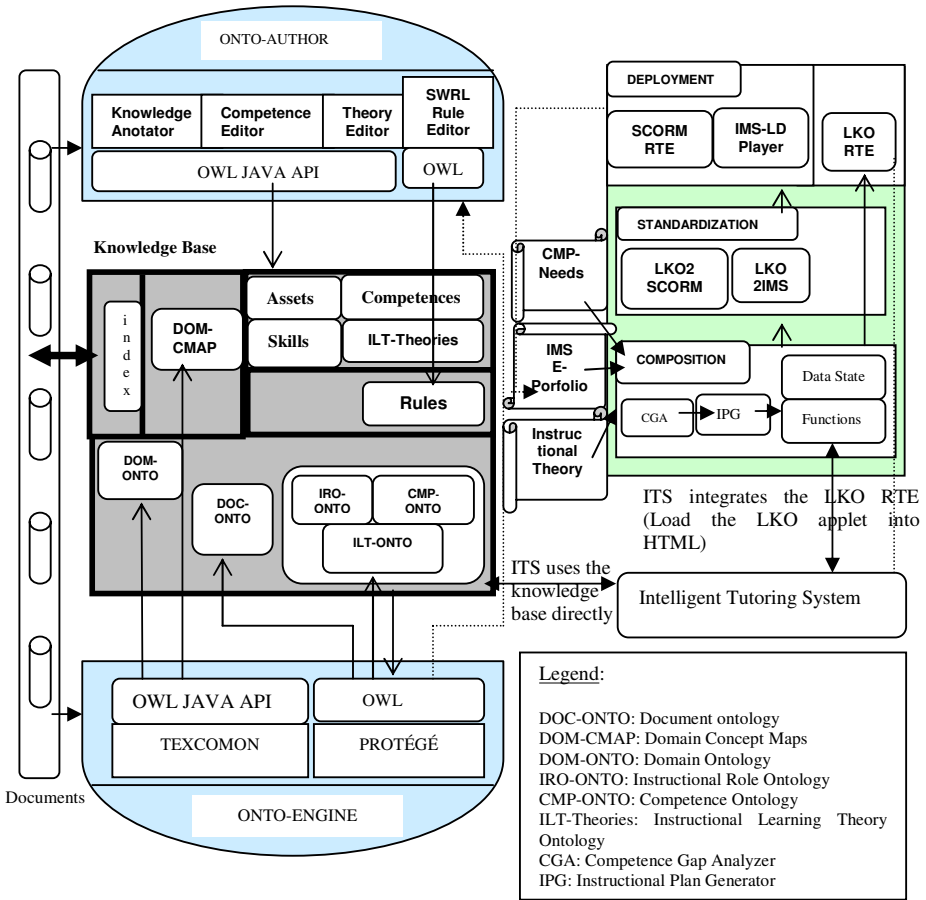 ONTO-AUTHOR
Knowledge
Anotator
Competence
Editor
Theory
Editor
SWRL
Rule
Editor
OWL JAVA API
OWL
Knowledge Base
i
n
d
e
x
DOM-
CMAP
Assets
Competences
Skills
ILT-Theories
Rules
DOM-
ONTO
DOC-
ONTO
IRO-
ONTO
CMP-
ONTO
ILT-ONTO
OWL JAVA API
OWL
TEXCOMON
PROTÉGÉ
ONTO-ENGINE
Documents
CMP-
Needs
IMS
E-
Porfolio
Instruc
tional
Theory
DEPLOYMENT
SCORM
RTE
IMS-LD
Player
LKO
RTE
STANDARDIZATION
LKO2
SCORM
LKO
2IMS
COMPOSITION
Data State
CGA
IPG
Functions
ITS integrates the LKO RTE
(Load the LKO applet into
HTML)
ITS uses the
knowledge
base directly
Intelligent Tutoring System
Legend:
DOC-ONTO: Document ontology
DOM-CMAP: Domain Concept Maps
DOM-ONTO: Domain Ontology
IRO-ONTO: Instructional Role Ontology
CMP-ONTO: Competence Ontology
ILT-Theories: Instructional Learning Theory
Ontology
CGA: Competence Gap Analyzer
IPG: Instructional Plan Generator